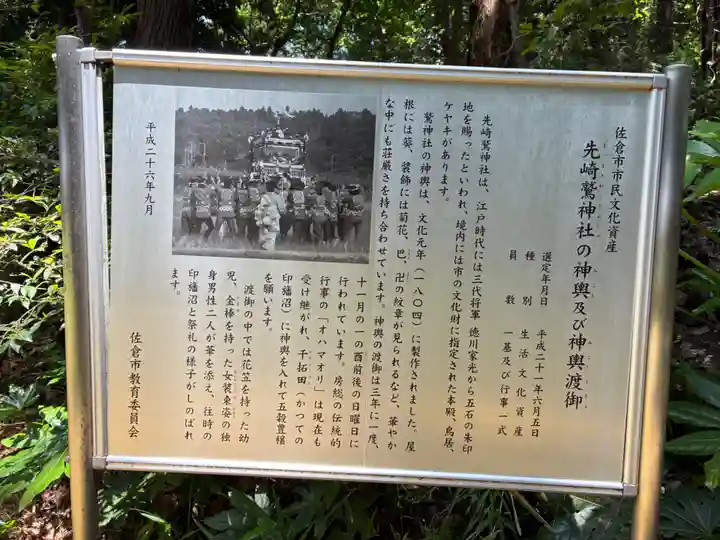 佐倉市市民文化資産
先崎鷲神社の神輿及び神輿渡御
選定年月日 平成二十一年六月五日
種別 生活文化資産
員数 一基及び行事一式
先崎鷲神社は、江戸時代には三代将軍 徳川家光から五石の朱印
地を賜ったといわれ、境内には市の文化財に指定された本殿、鳥居、
ケヤキがあります。
鷲神社の神輿は、文化元年(一八〇四)に製作されました。屋
根には葵、装飾には菊花、巴、卍の紋章が見られるなど、華やか
な中にも荘厳さを持ち合わせています。神輿の渡御は三年に一度、
十一月の一の酉前後の日曜日に
行われています。房総の伝統的
行事の「オハマオリ」は現在も
受け継がれ、干拓田(かつての
印旛沼)に神輿を入れて五穀豊穣
を願います。
渡御の中では花笠を持った幼
児、金棒を持った女装束姿の独
身男性二人が華を添え、往時の
印旛沼と祭礼の様子がしのばれ
ます。
平成二十六年九月
佐倉市教育委員会